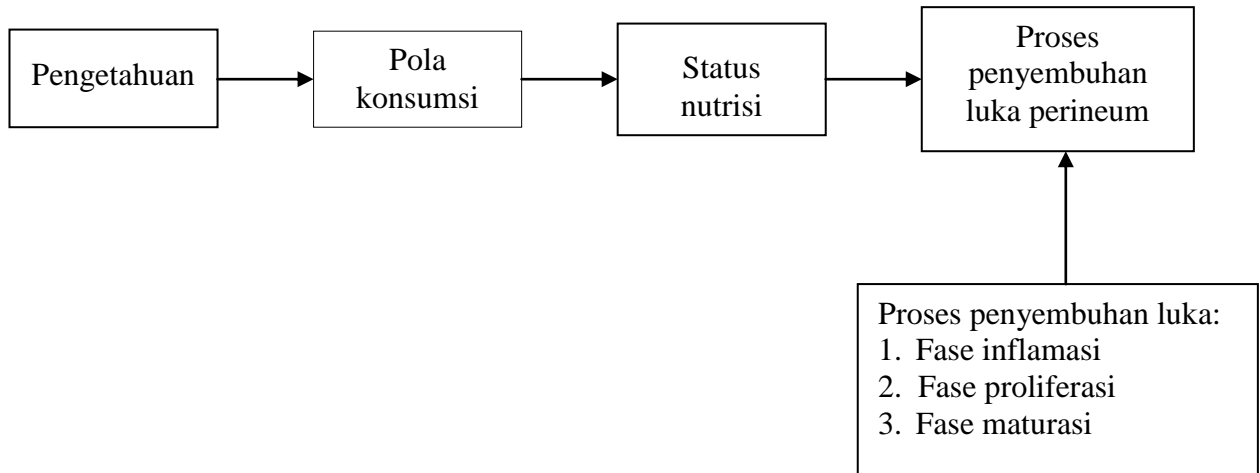 Pengetahuan
Pola
konsumsi
Status
nutrisi
Proses
penyembuhan
luka perineum
Proses penyembuhan luka:
1. Fase inflamasi
2. Fase proliferasi
3. Fase maturasi